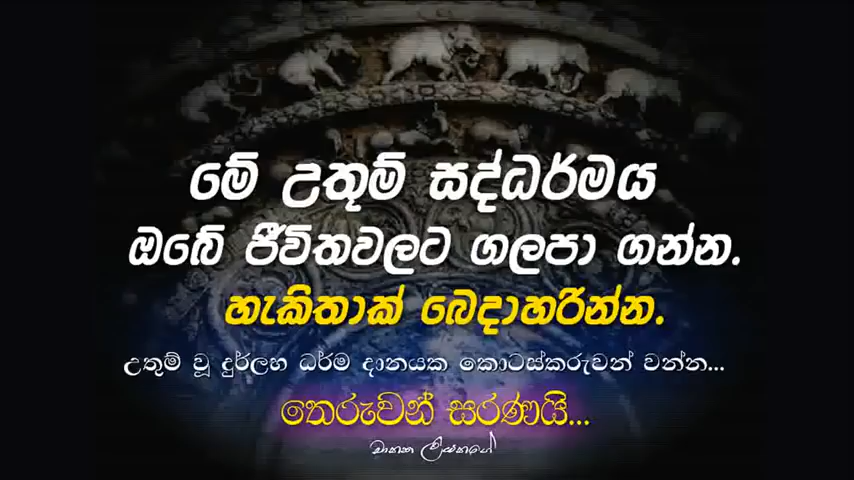 මේ උතුම් සද්ධර්මය
ඔබේ ජීවිතවලට ගලපා ගන්න.
හැකිතාක් බෙදාහරින්න.
උතුම් වූ දුර්ලභ ධර්ම දානයක කොටස්කරුවන් වන්න...
තෙරුවන් සරණයි...